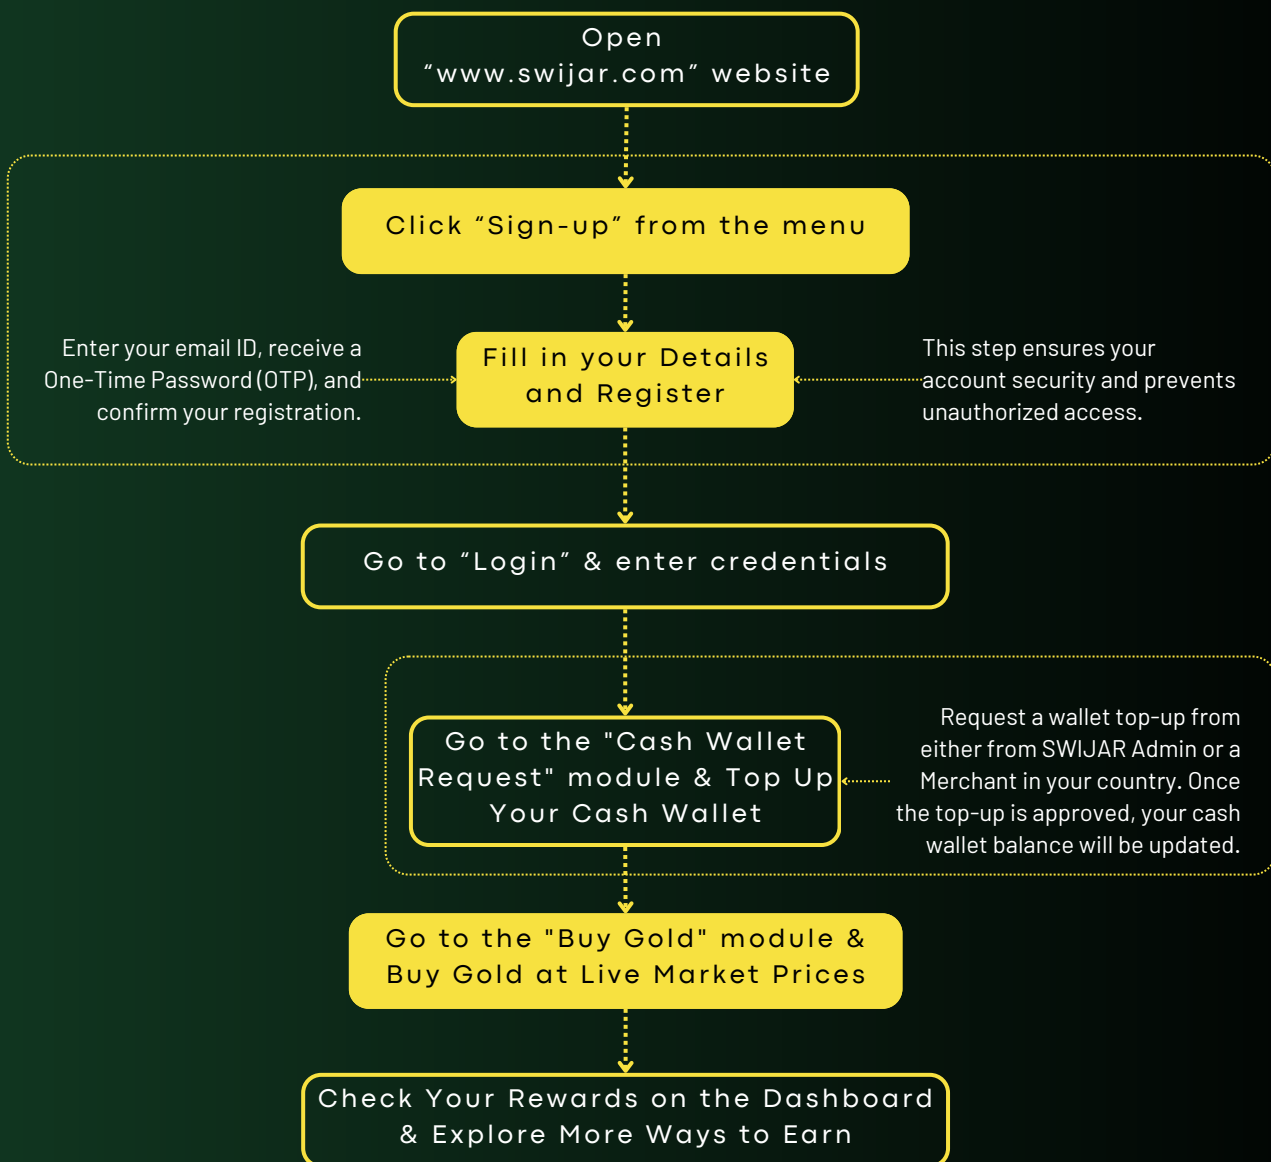 Open
“www.swijar.com” website
Click “Sign-up” from the menu
Enter your email ID, receive a
One-Time Password (OTP), and
confirm your registration.
Fill in your Details
and Register
This step ensures your
account security and prevents
unauthorized access.
Go to “Login” & enter credentials
Go to the "Cash Wallet
Request" module & Top Up
Your Cash Wallet
Request a wallet top-up from
either from SWIJAR Admin or a
Merchant in your country. Once
the top-up is approved, your cash
wallet balance will be updated.
Go to the "Buy Gold" module &
Buy Gold at Live Market Prices
Check Your Rewards on the Dashboard
& Explore More Ways to Earn